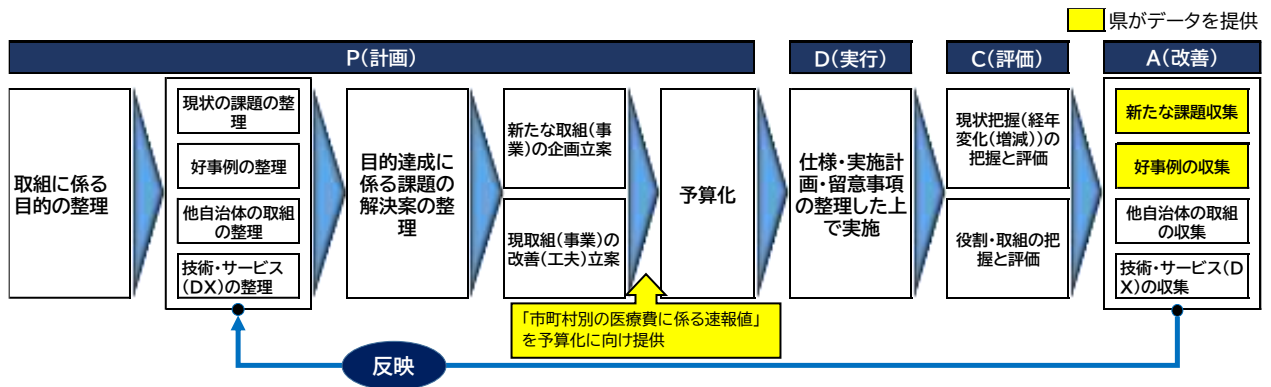 県がデータを提供
P(計画)
D(実行)
C(評価)
A(改善)
取組に係る
目的の整理
現状の課題の整
理
好事例の整理
他自治体の取組
の整理
技術・サービス
(DX)の整理
目的達成に
係る課題の
解決案の整
理
新たな取組(事
業)の企画立案
現取組(事業)の
改善(工夫)立案
予算化
「市町村別の医療費に係る速報値」
を予算化に向け提供
仕様・実施計
画・留意事項
の整理した上
で実施
現状把握(経年
変化(増減))の
把握と評価
役割・取組の把
握と評価
新たな課題収集
好事例の収集
他自治体の取組
の収集
技術・サービス(D
X)の収集
反映